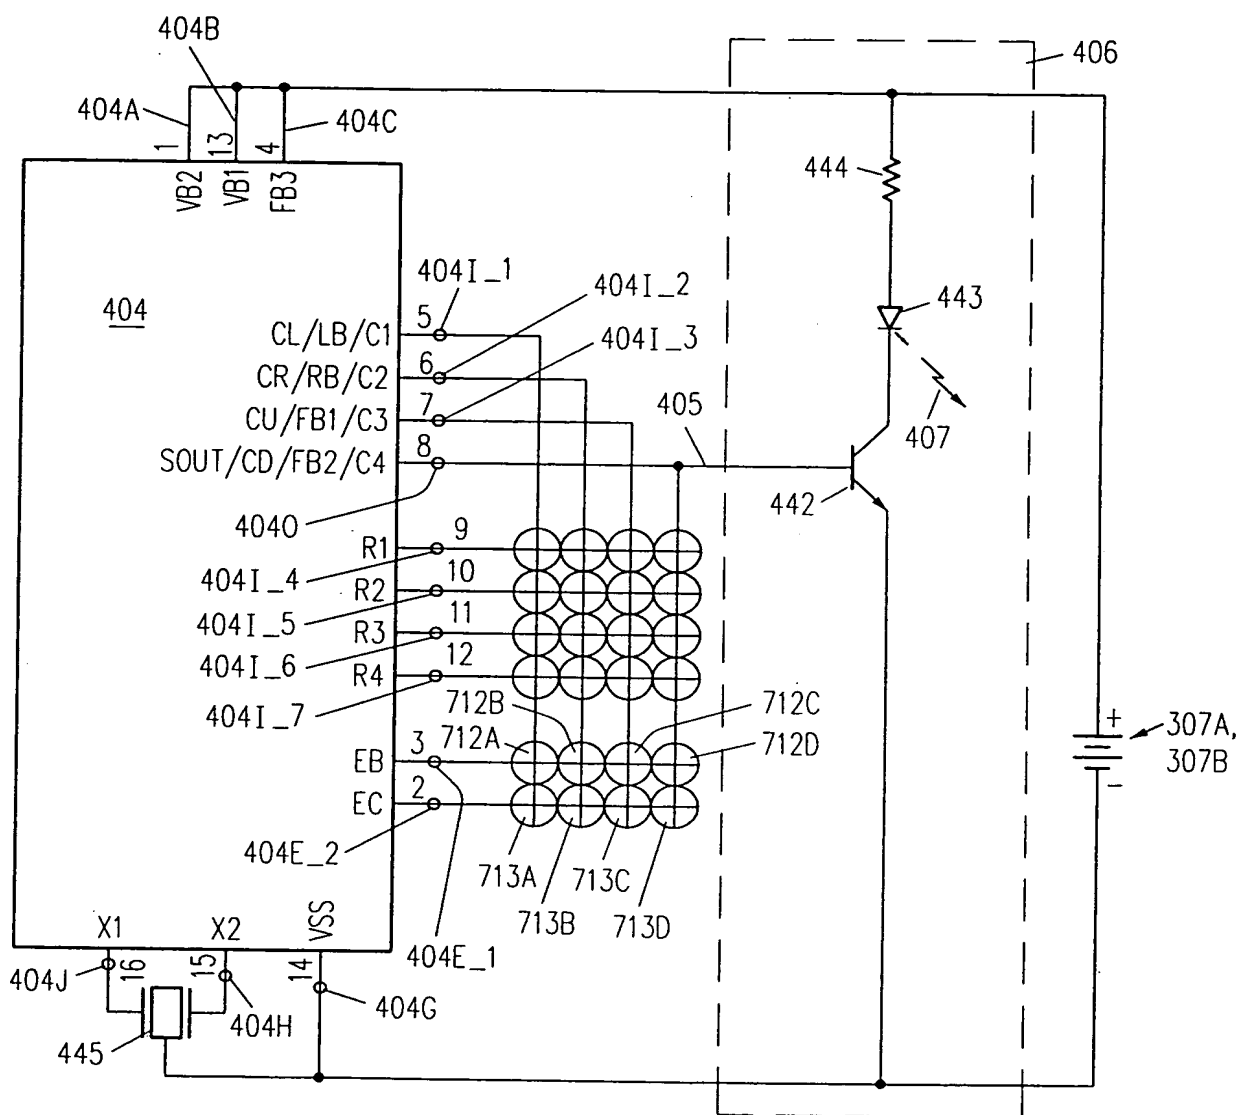 404B
406
404A
404C
1
13
4
VB2
VB1
FB3
444
404
404I_1
404I_2
443
CL/LB/C1
5
404I_3
CR/RB/C2
6
CU/FB1/C3
7
405
407
SOUT/CD/FB2/C4
8
442
404O
R1
9
404I_4
R2
10
404I_5
R3
11
404I_6
R4
12
404I_7
712B
712C
712A
712D
+
307A,
307B
−
EB
3
EC
2
404E_2
713A
713C
713B
713D
404E_1
X1
X2
VSS
404J
16
15
14
404H
404G
445